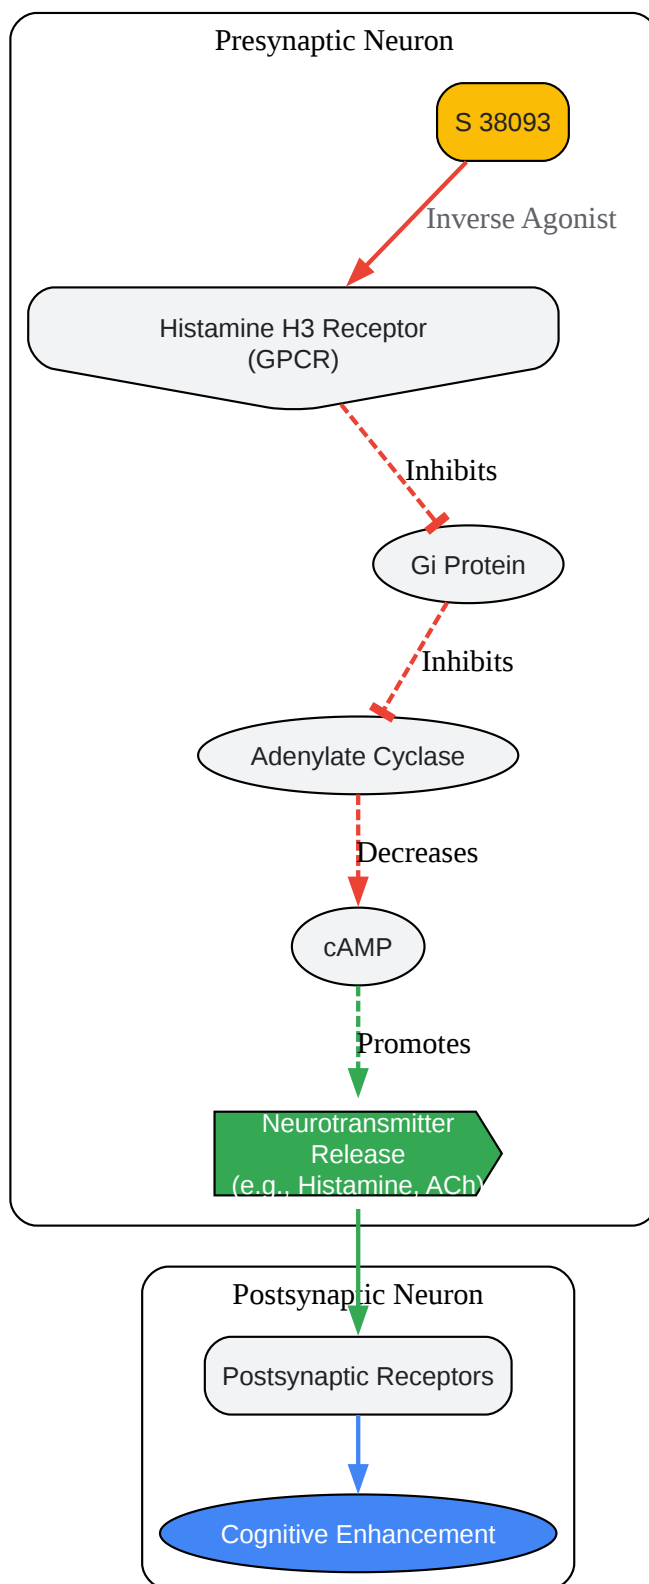 Presynaptic Neuron
S 38093
Inverse Agonist
Histamine H3 Receptor
(GPCR)
Inhibits
Gi Protein
Inhibits
Adenylate Cyclase
Decreases
cAMP
Promotes
Neurotransmitter
Release
(e.g., Histamine, ACh)
Postsynaptic Neuron
Postsynaptic Receptors
Cognitive Enhancement